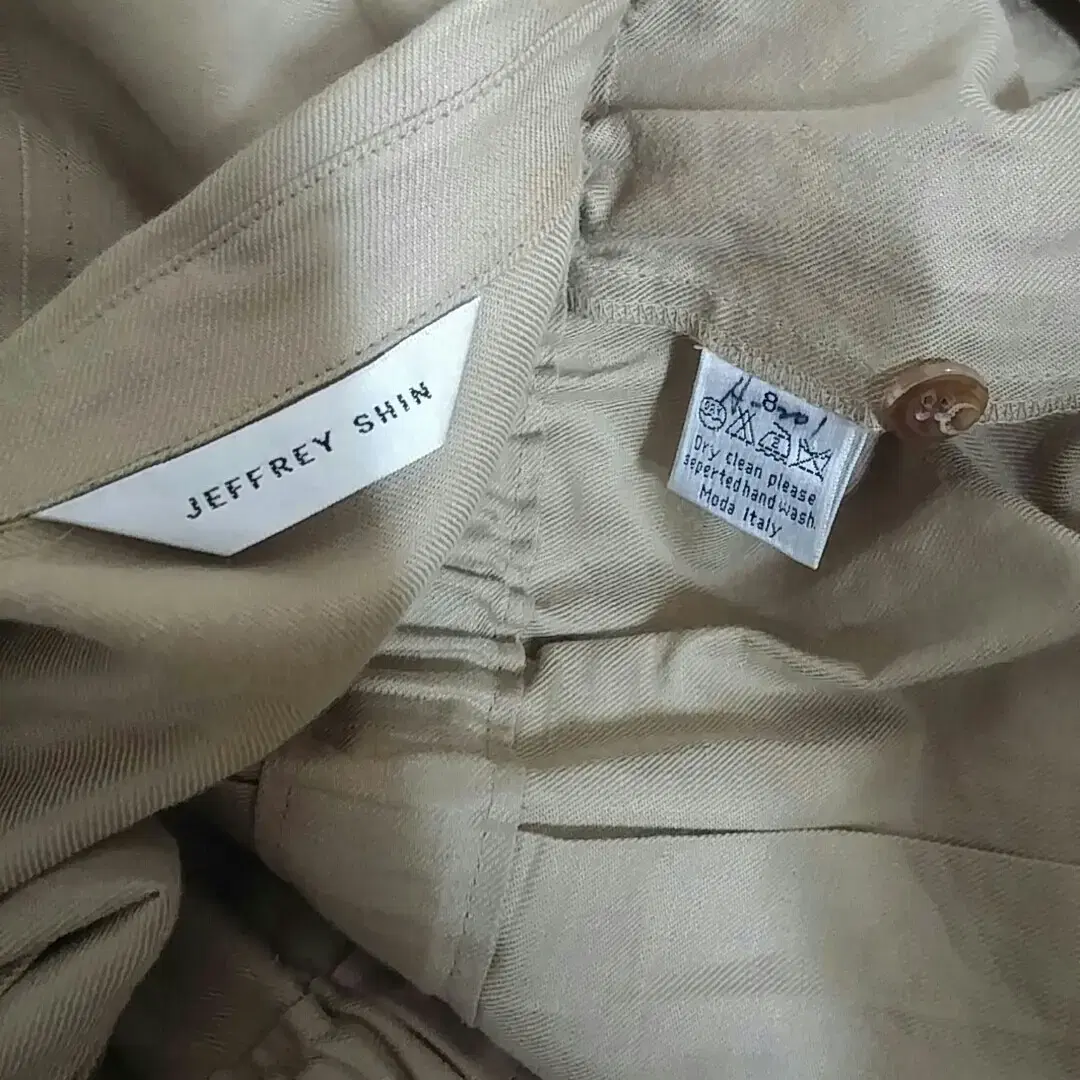 JEFFREY SHIN
Dry clean please
seperted hand wash
Moda Italy